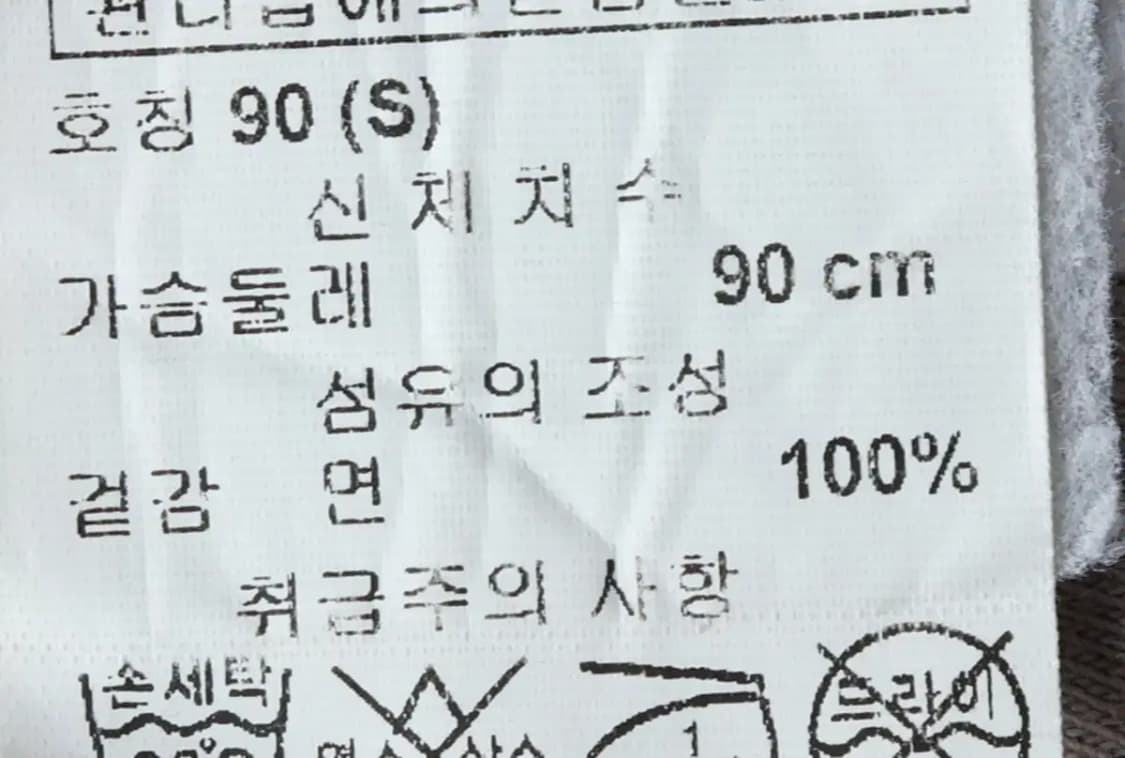 호칭 90 (S)
신체치수
가슴둘레 90 cm
섬유의 조성
겉감 면 100%
취급주의 사항
손세탁 드라이
1